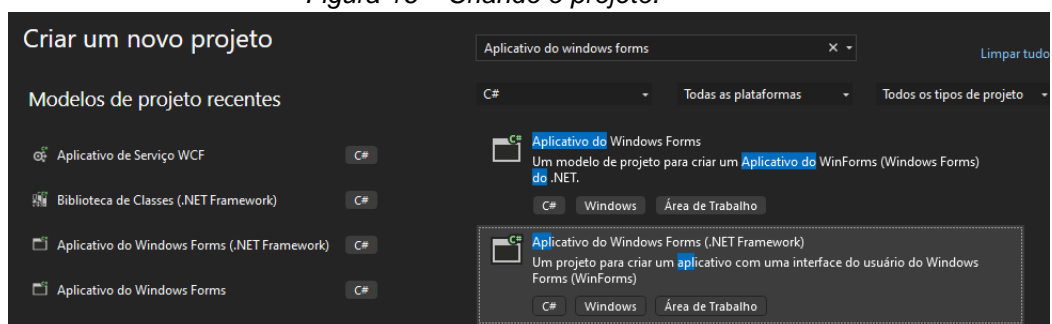 Figura 15 – Criando o projeto.
Criar um novo projeto
Aplicativo do windows forms
Limpar tudo
Modelos de projeto recentes
C#
Todas as plataformas
Todos os tipos de projeto
Aplicativo de Serviço WCF C#
Biblioteca de Classes (.NET Framework) C#
Aplicativo do Windows Forms (.NET Framework) C#
Aplicativo do Windows Forms C#
C#
Aplicativo do Windows Forms
Um modelo de projeto para criar um Aplicativo do WinForms (Windows Forms)
do .NET.
C# Windows Área de Trabalho
C#
Aplicativo do Windows Forms (.NET Framework)
Um projeto para criar um aplicativo com uma interface do usuário do Windows
Forms (WinForms)
C# Windows Área de Trabalho